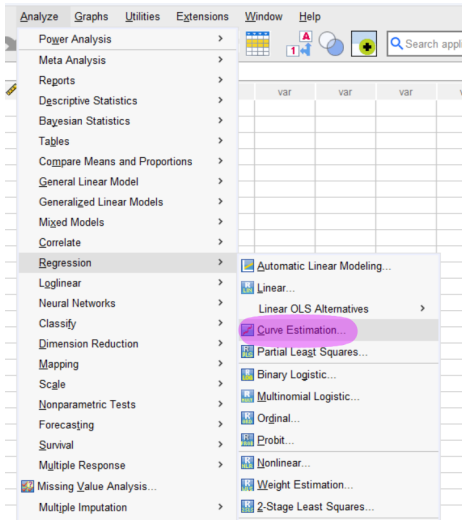 Analyze Graphs Utilities Extensions Window Help
Power Analysis
Meta Analysis
Reports
Descriptive Statistics
Bayesian Statistics
Tables
Compare Means and Proportions
General Linear Model
Generalized Linear Models
Mixed Models
Correlate
Regression
Loglinear
Neural Networks
Classify
Dimension Reduction
Mapping
Scale
Nonparametric Tests
Forecasting
Survival
Multiple Response
Missing Value Analysis...
Multiple Imputation
A
1
Search appli
var var var
Automatic Linear Modeling...
Linear...
Linear OLS Alternatives
Curve Estimation...
Partial Least Squares...
Binary Logistic...
Multinomial Logistic...
Ordinal...
Probit...
Nonlinear...
Weight Estimation...
2-Stage Least Squares...